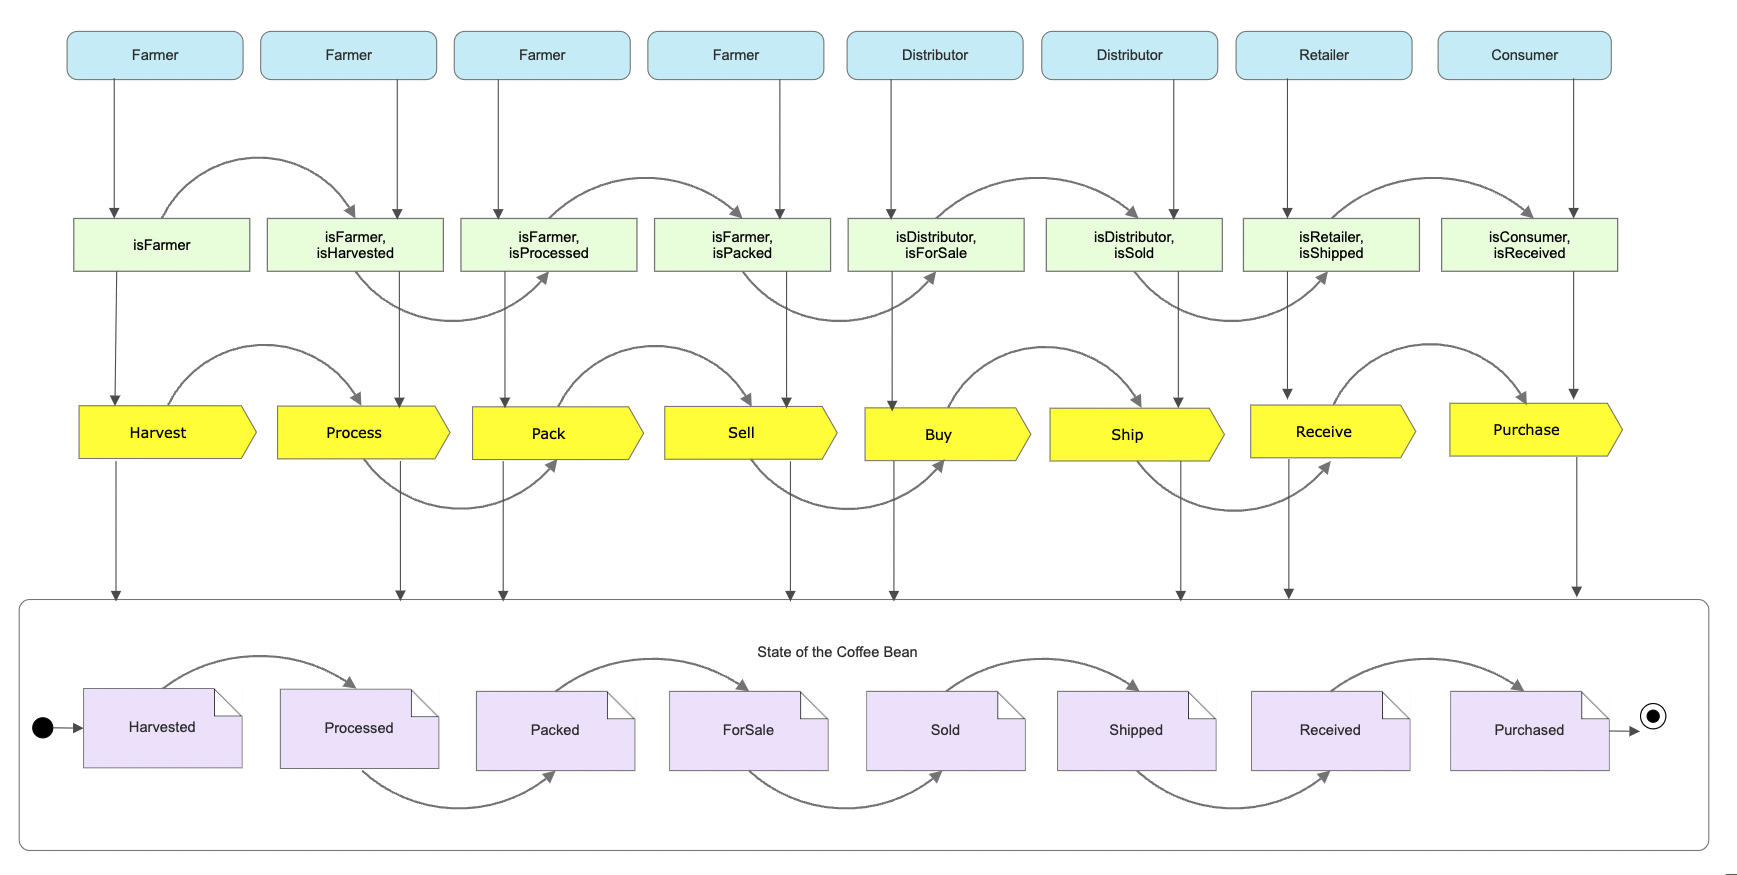 Farmer
Farmer
Farmer
Farmer
Distributor
Distributor
Retailer
Consumer
isFarmer
isFarmer,
isHarvested
isFarmer,
isProcessed
isFarmer,
isPacked
isDistributor,
isForSale
isDistributor,
isSold
isRetailer,
isShipped
isConsumer,
isReceived
Harvest
Process
Pack
Sell
Buy
Ship
Receive
Purchase
State of the Coffee Bean
Harvested
Processed
Packed
ForSale
Sold
Shipped
Received
Purchased